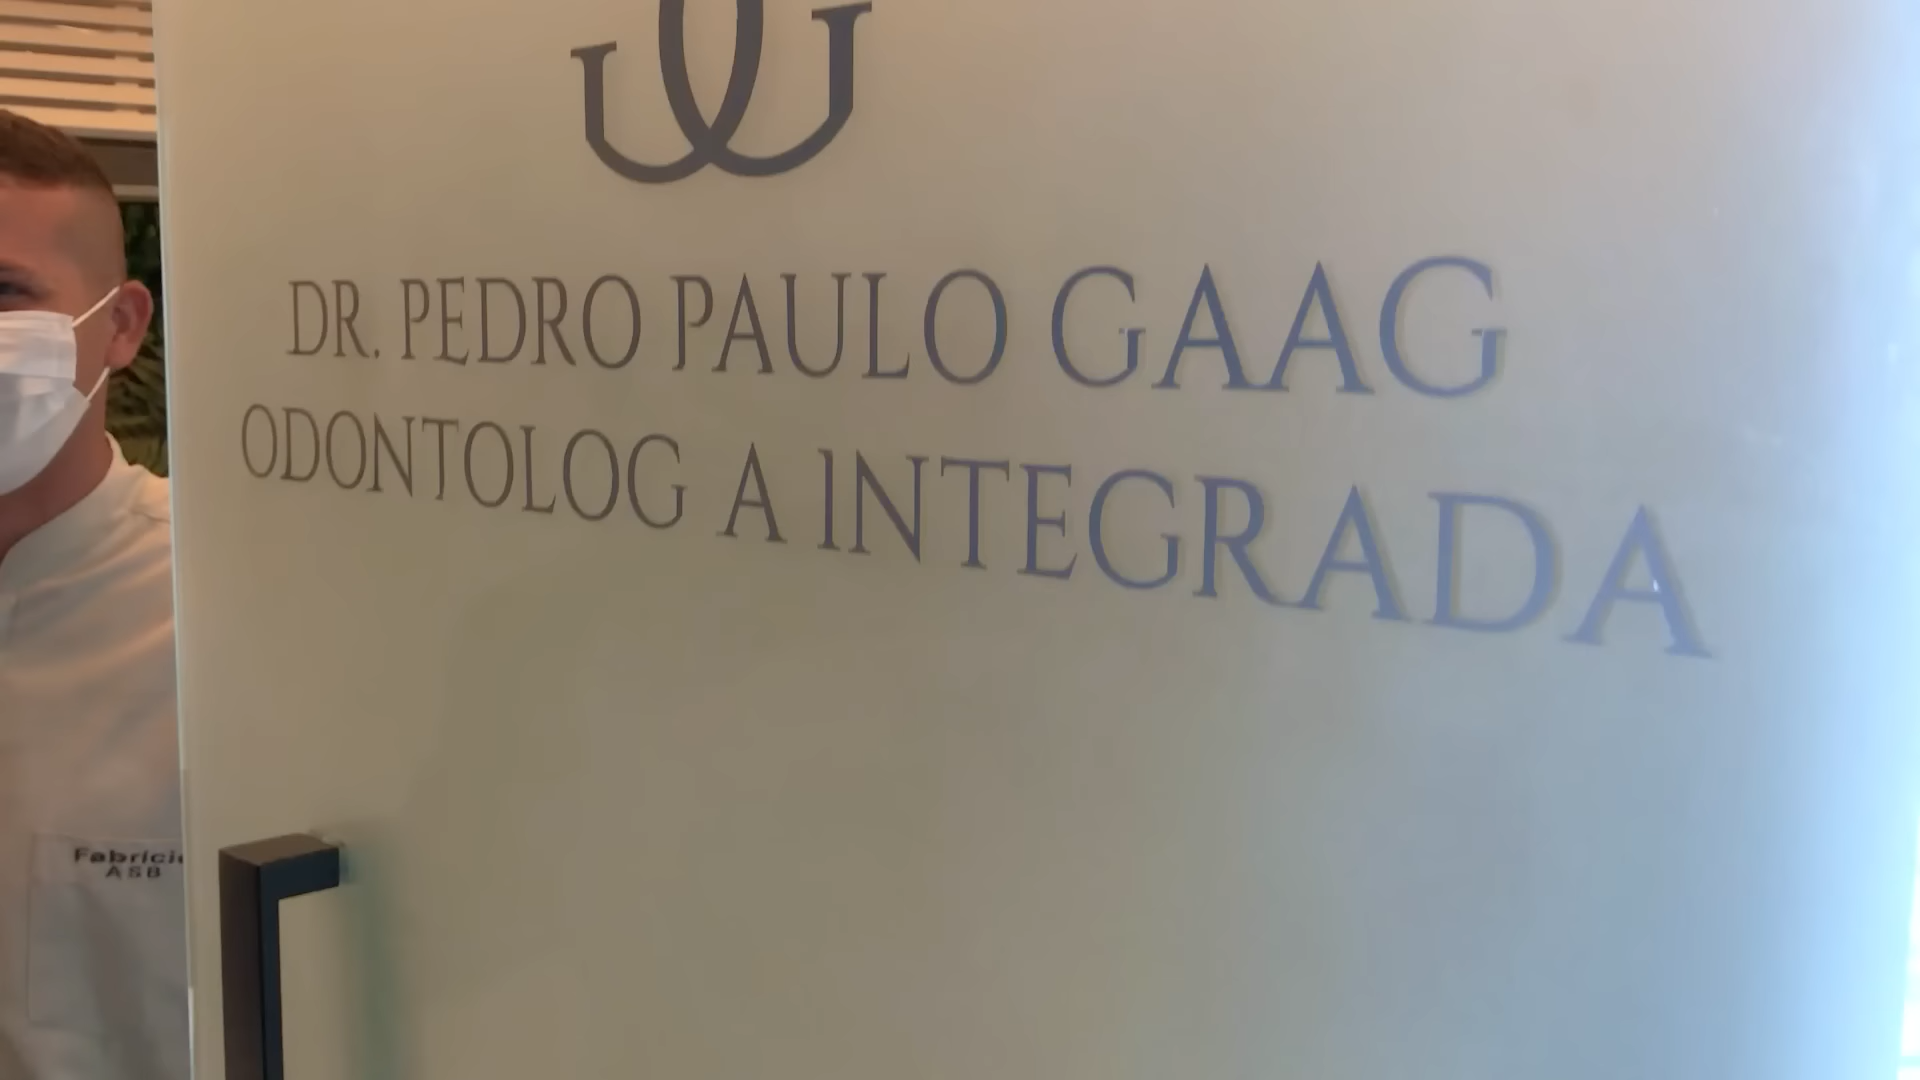 DR. PEDRO PAULO GAAG
ODONTOLOG A INTEGRADA
Fabrici
ASB